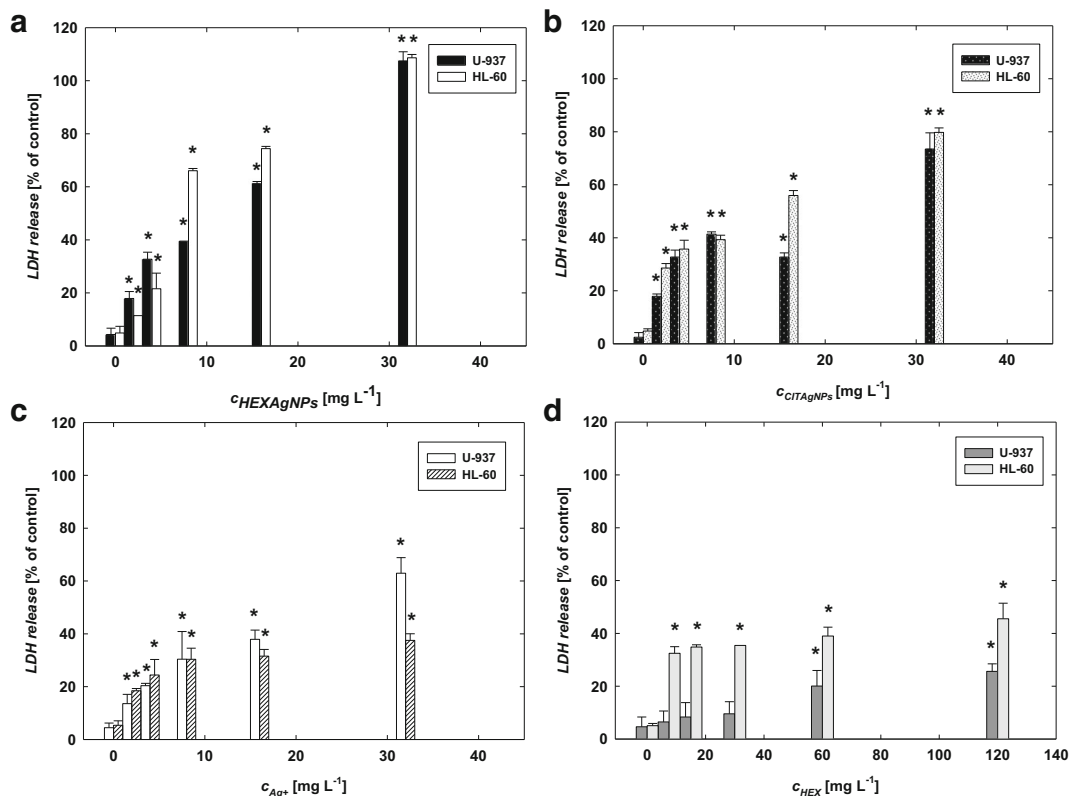 a
120
100
80
60
40
20
0
LDH release [% of control]
* * * * * * * * * *
U-937
HL-60
0 10 20 30 40
cHEXAgNPs [mg L-1]
b
120
100
80
60
40
20
0
LDH release [% of control]
* * * * * * * * * *
U-937
HL-60
0 10 20 30 40
cCITAgNPs [mg L-1]
c
120
100
80
60
40
20
0
LDH release [% of control]
* * * * * * * * * *
U-937
HL-60
0 10 20 30 40
cAg+ [mg L-1]
d
120
100
80
60
40
20
0
LDH release [% of control]
* * * * * * *
U-937
HL-60
0 20 40 60 80 100 120 140
cHEX [mg L-1]